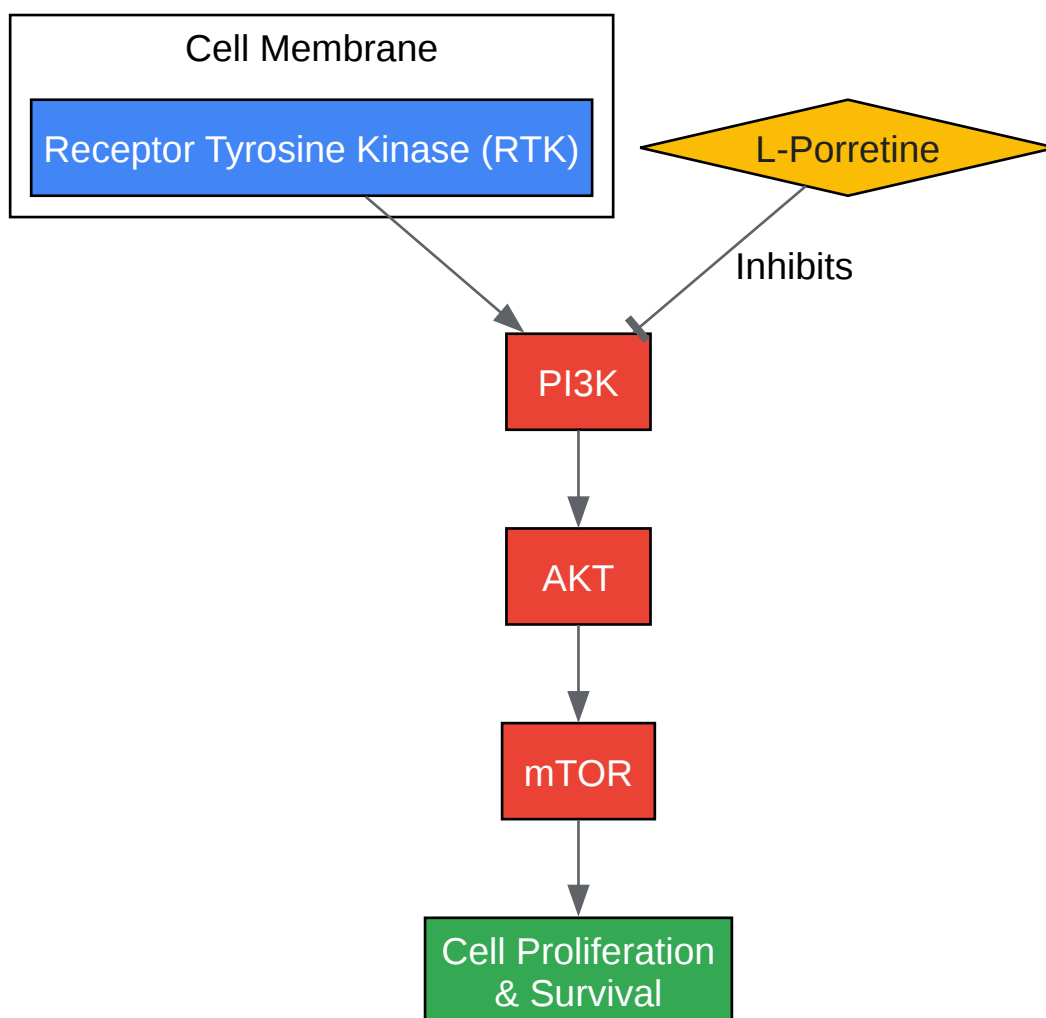 Cell Membrane
Receptor Tyrosine Kinase (RTK)
L-Porretine
Inhibits
PI3K
AKT
mTOR
Cell Proliferation
& Survival